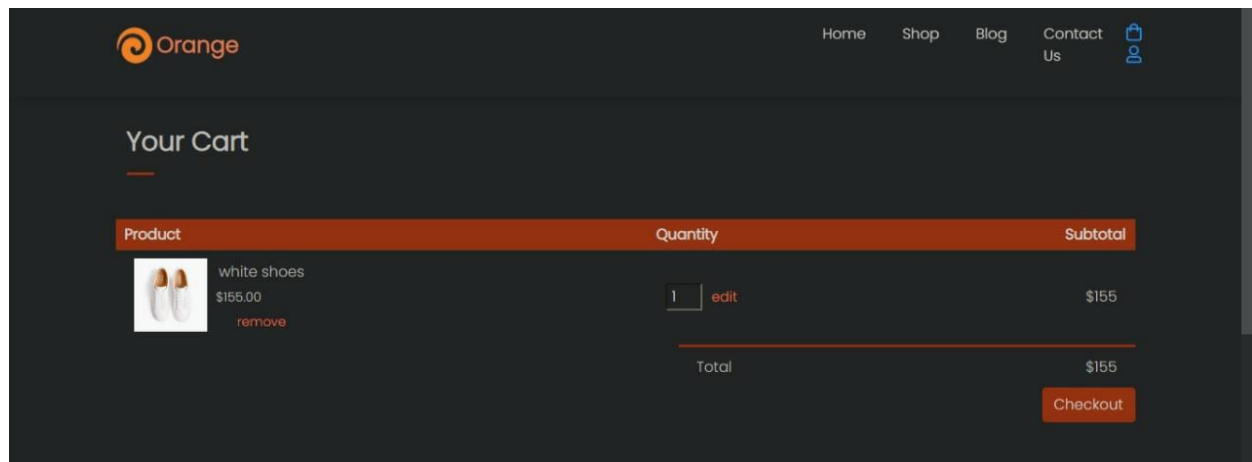 Orange
Home Shop Blog Contact
Us
Your Cart
Product Quantity Subtotal
white shoes
$155.00
remove
1 edit $155
Total $155
Checkout